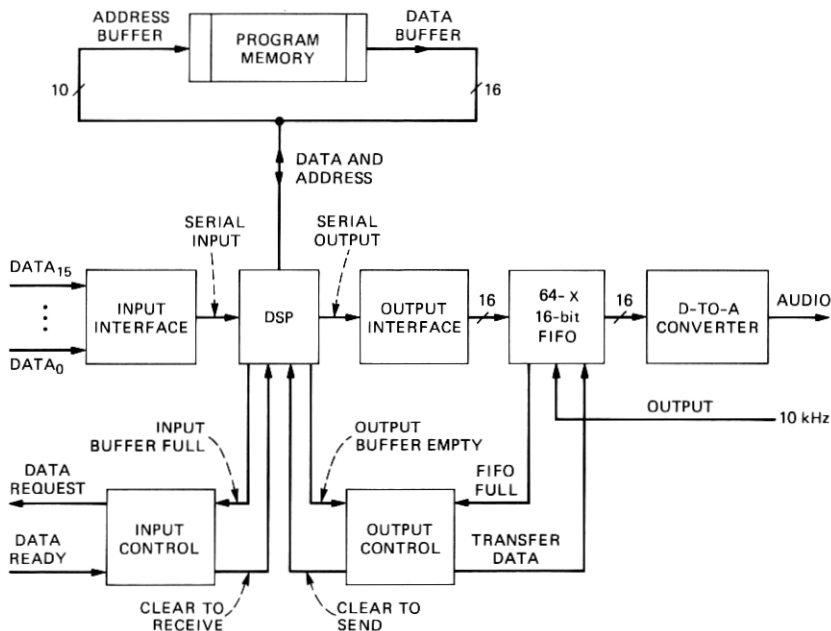 ADDRESS
BUFFER
PROGRAM
MEMORY
DATA
BUFFER
10
16
DATA AND
ADDRESS
SERIAL
INPUT
SERIAL
OUTPUT
DATA15
DATA0
INPUT
INTERFACE
DSP
OUTPUT
INTERFACE
16
64- X
16-bit
FIFO
16
D-TO-A
CONVERTER
AUDIO
OUTPUT
10 kHz
INPUT
BUFFER FULL
OUTPUT
BUFFER EMPTY
FIFO
FULL
DATA
REQUEST
DATA
READY
INPUT
CONTROL
OUTPUT
CONTROL
TRANSFER
DATA
CLEAR TO
RECEIVE
CLEAR TO
SEND